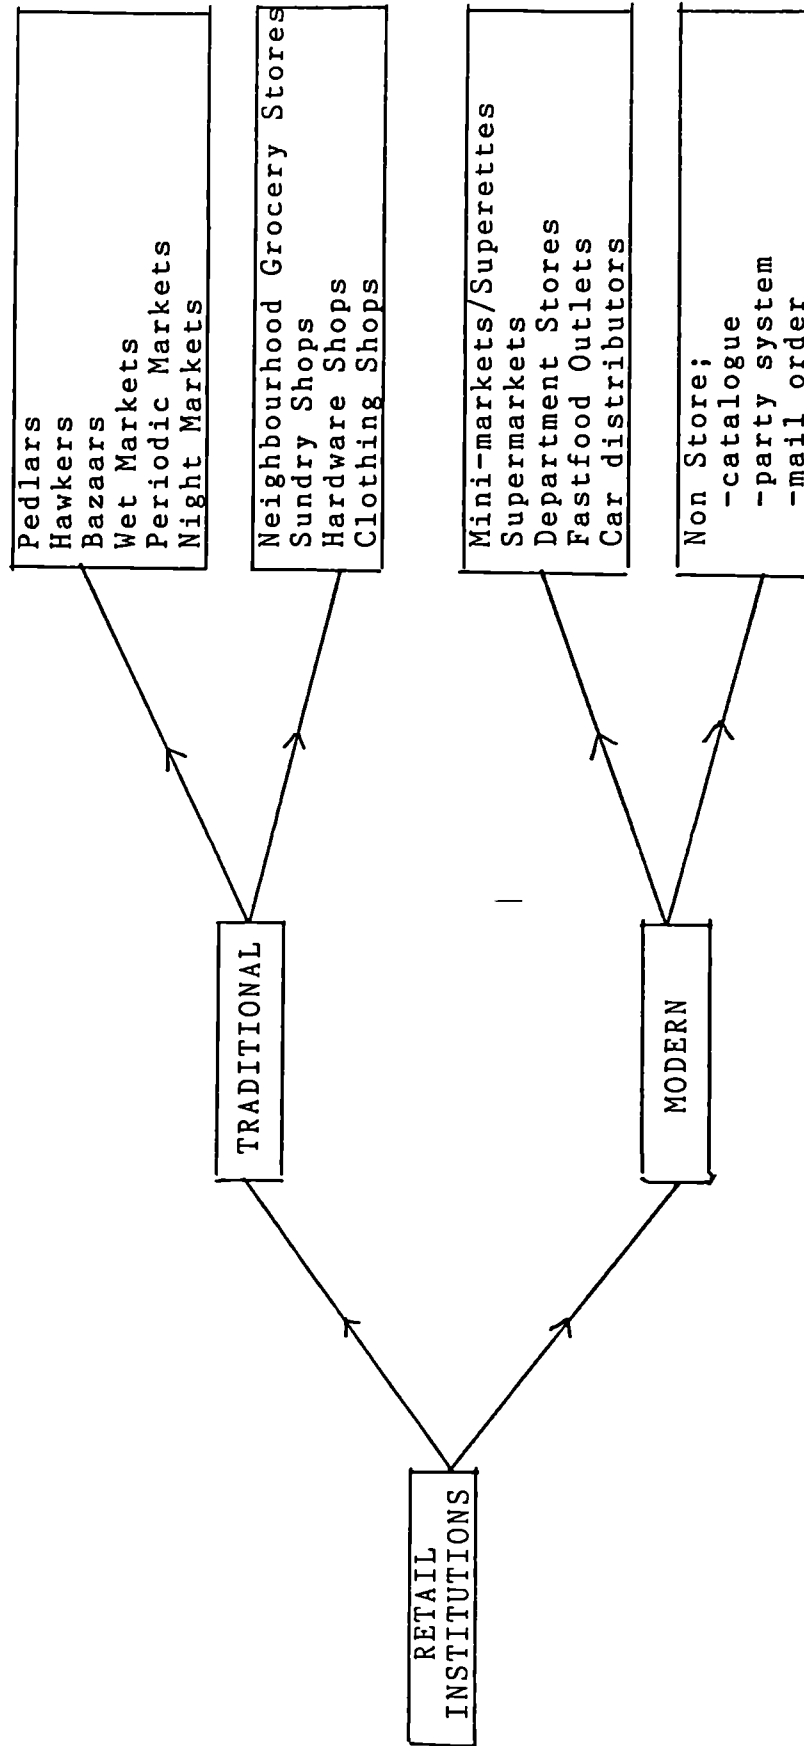 RETAIL
INSTITUTIONS
TRADITIONAL
Pedlars
Hawkers
Bazaars
Wet Markets
Periodic Markets
Night Markets
Neighbourhood Grocery Stores
Sundry Shops
Hardware Shops
Clothing Shops
MODERN
Mini-markets/Superettes
Supermarkets
Department Stores
Fastfood Outlets
Car distributors
Non Store;
-catalogue
-party system
-mail order